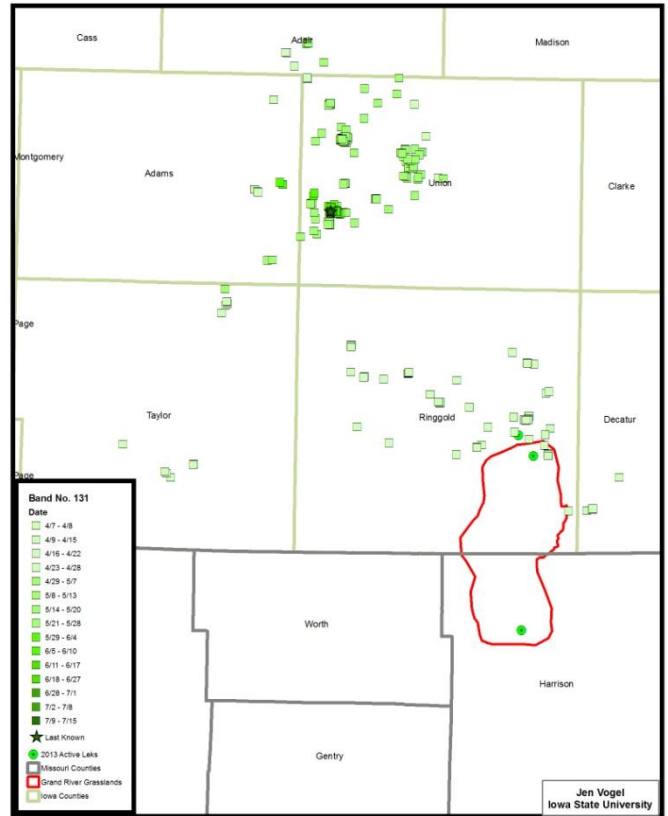 Cass
Adair
Madison
Montgomery
Adams
Union
Clarke
Page
Taylor
Ringgold
Decatur
Page
Band No. 131
Date
4/7 - 4/8
4/9 - 4/15
4/16 - 4/22
4/23 - 4/28
4/29 - 5/7
5/8 - 5/13
5/14 - 5/20
5/21 - 5/28
5/29 - 6/4
6/5 - 6/10
6/11 - 6/17
6/18 - 6/27
6/28 - 7/1
7/2 - 7/8
7/9 - 7/15
Last Known
2013 Active Leks
Missouri Counties
Grand River Grasslands
Iowa Counties
Worth
Harrison
Gentry
Jen Vogel
Iowa State University